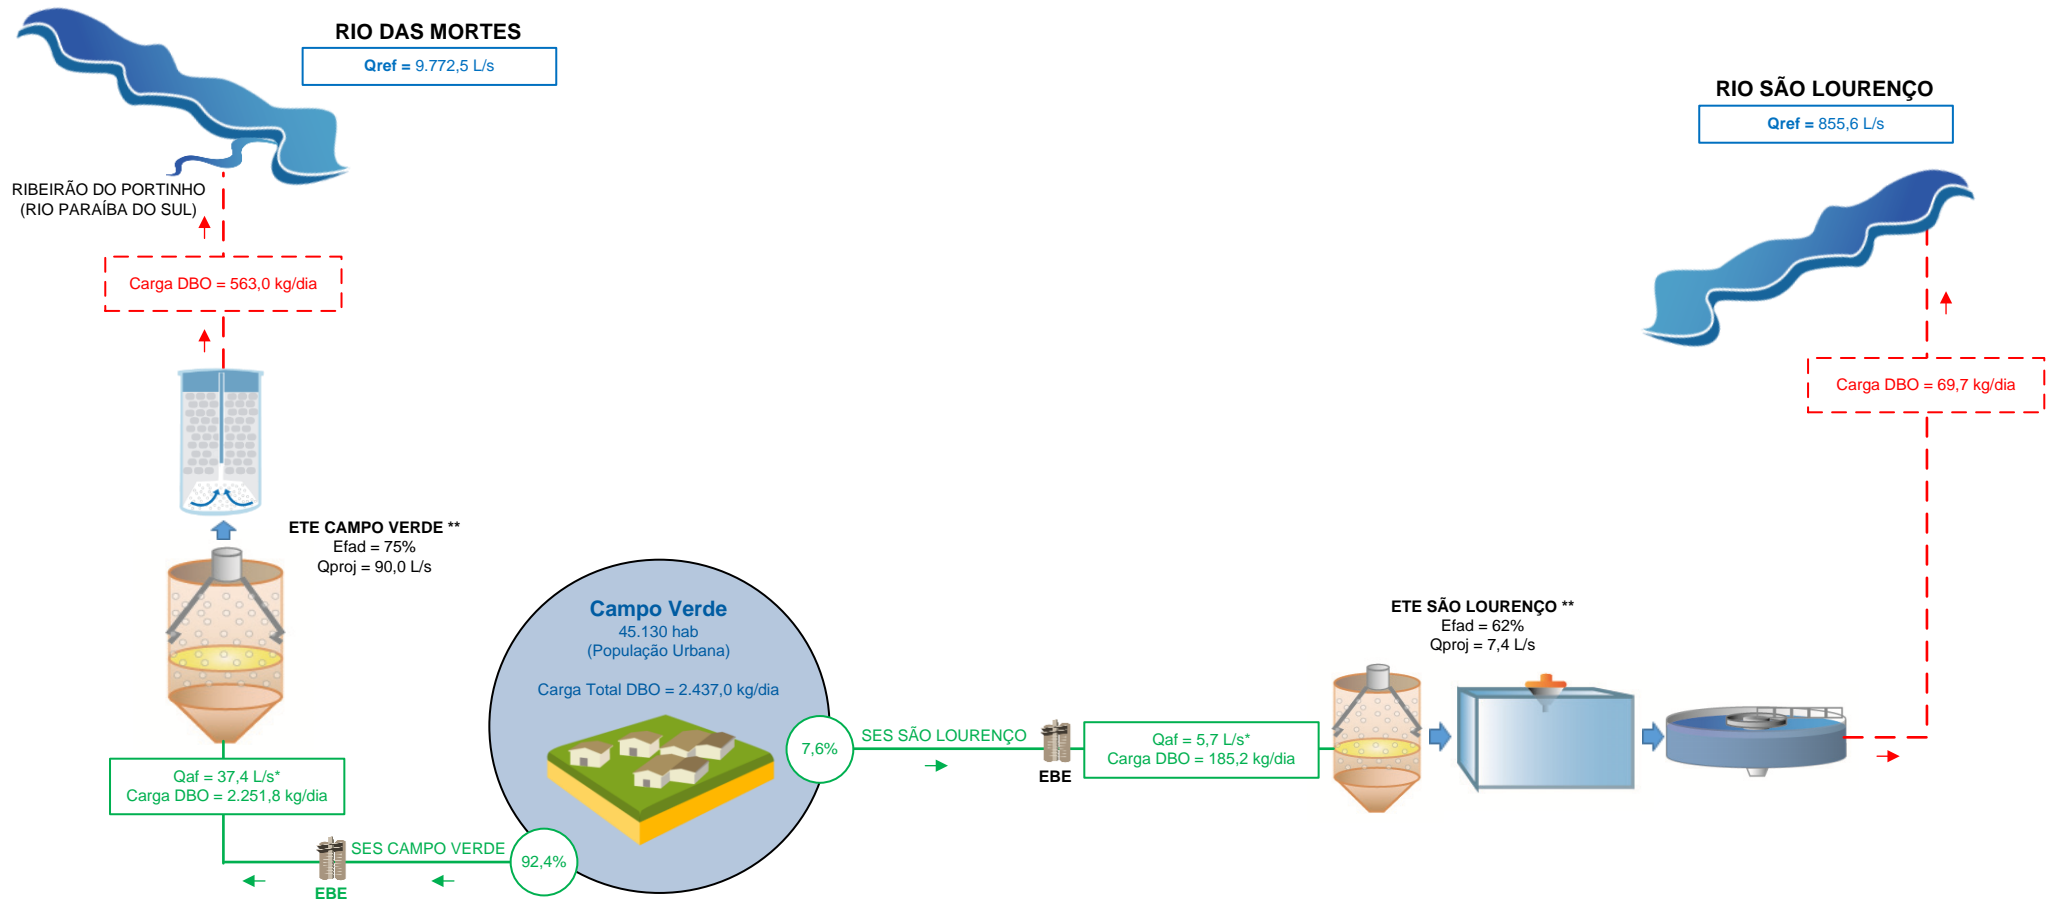 RIO DAS MORTES
Qref = 9.772,5 L/s
RIO SÃO LOURENÇO
Qref = 855,6 L/s
RIBEIRÃO DO PORTINHO
(RIO PARAÍBA DO SUL)
Carga DBO = 563,0 kg/dia
Carga DBO = 69,7 kg/dia
ETE CAMPO VERDE **
Efad = 75%
Qproj = 90,0 L/s
Campo Verde
45.130 hab
(População Urbana)
Carga Total DBO = 2.437,0 kg/dia
ETE SÃO LOURENÇO **
Efad = 62%
Qproj = 7,4 L/s
7,6%
SES SÃO LOURENÇO
EBE
Qaf = 5,7 L/s*
Carga DBO = 185,2 kg/dia
Qaf = 37,4 L/s*
Carga DBO = 2.251,8 kg/dia
92,4%
SES CAMPO VERDE
EBE